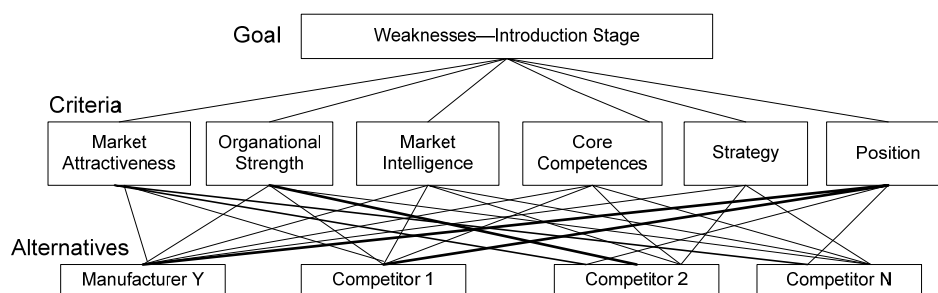 Goal
Weaknesses—Introduction Stage
Criteria
Market
Attractiveness
Organational
Strength
Market
Intelligence
Core
Competences
Strategy
Position
Alternatives
Manufacturer Y
Competitor 1
Competitor 2
Competitor N